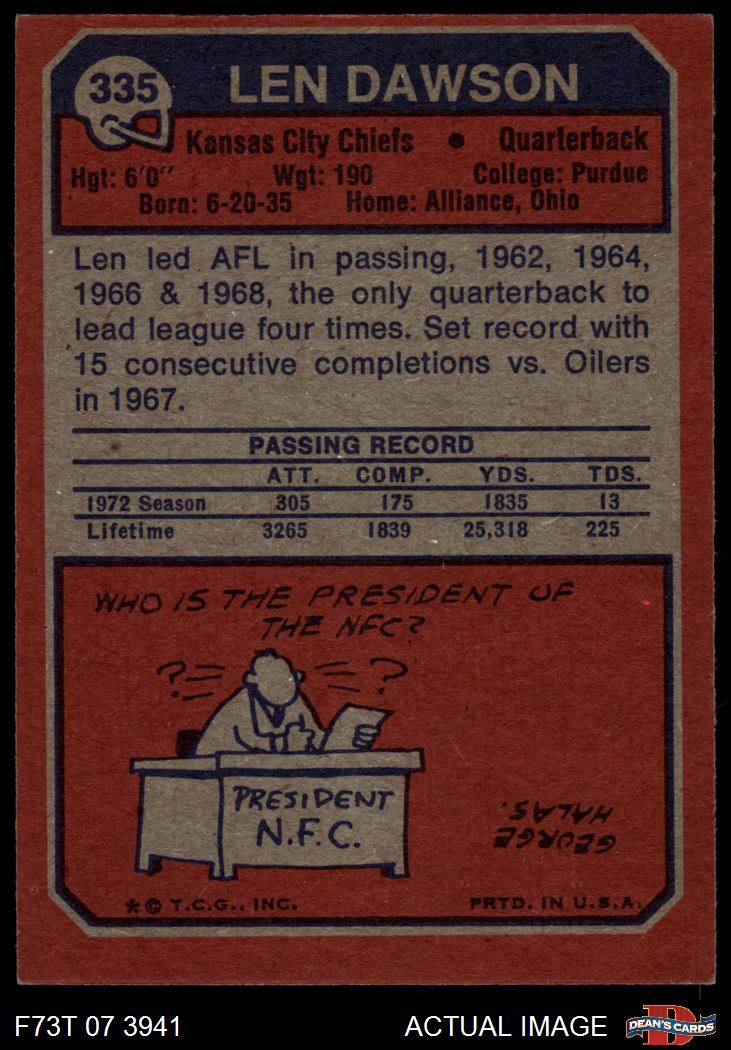 335
LEN DAWSON
Kansas City Chiefs • Quarterback
Hgt: 6'0" Wgt: 190 College: Purdue
Born: 6-20-35 Home: Alliance, Ohio
Len led AFL in passing, 1962, 1964,
1966 & 1968, the only quarterback to
lead league four times. Set record with
15 consecutive completions vs. Oilers
in 1967.
PASSING RECORD
ATT. COMP. YDS. TDS.
1972 Season 305 175 1835 13
Lifetime 3265 1839 25,318 225
WHO IS THE PRESIDENT OF
THE NFC?
? ?
PRESIDENT
N.F.C.
GEORGE
HALAS.
* © T.C.G., INC. PRTD. IN U.S.A.
F73T 07 3941 ACTUAL IMAGE
D
DEAN'S CARDS